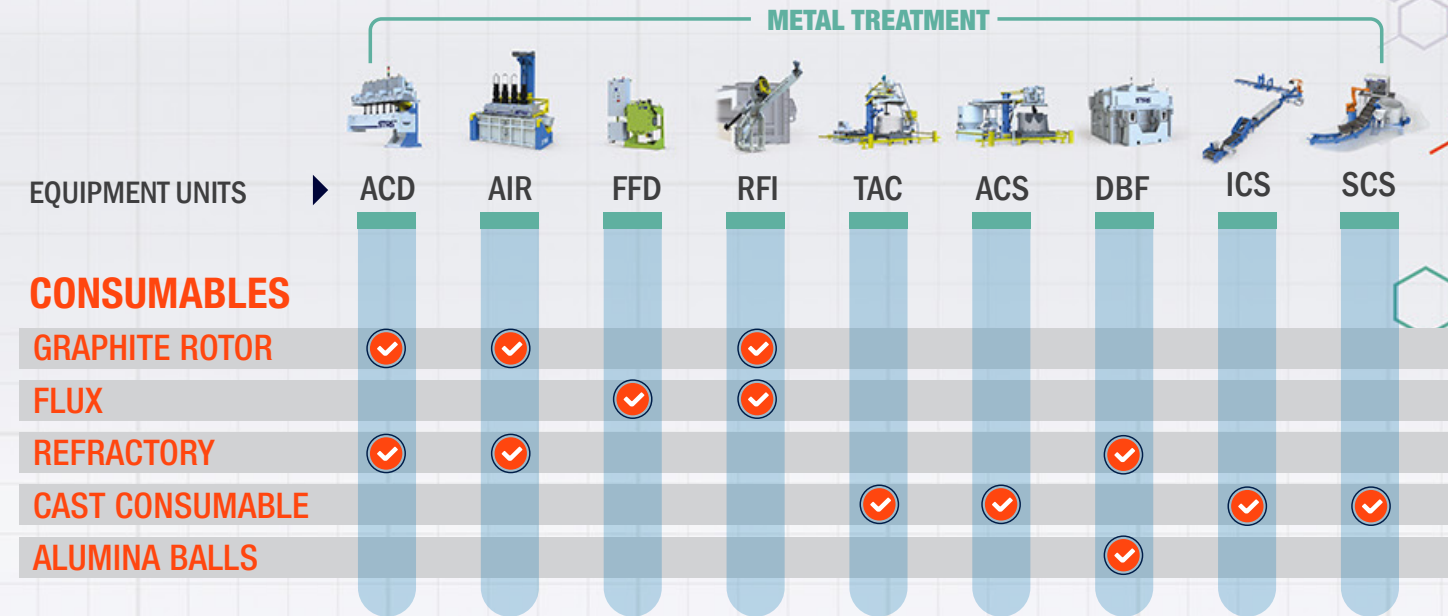 METAL TREATMENT
EQUIPMENT UNITS ACD AIR FFD RFI TAC ACS DBF ICS SCS
CONSUMABLES
GRAPHITE ROTOR
FLUX
REFRACTORY
CAST CONSUMABLE
ALUMINA BALLS